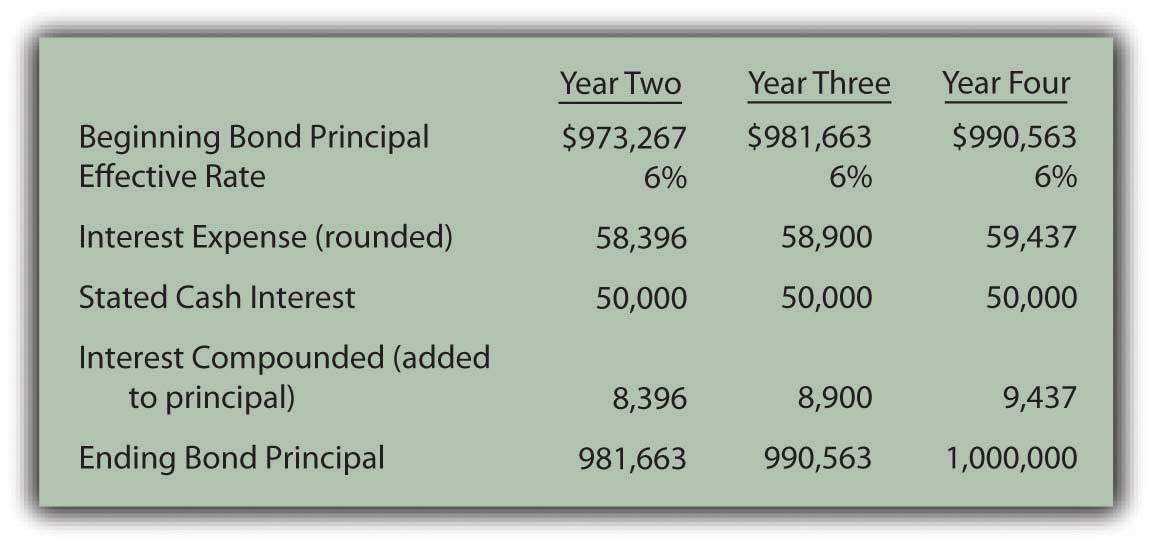 Year Two Year Three Year Four
Beginning Bond Principal $973,267 $981,663 $990,563
Effective Rate 6% 6% 6%
Interest Expense (rounded) 58,396 58,900 59,437
Stated Cash Interest 50,000 50,000 50,000
Interest Compounded (added
to principal) 8,396 8,900 9,437
Ending Bond Principal 981,663 990,563 1,000,000